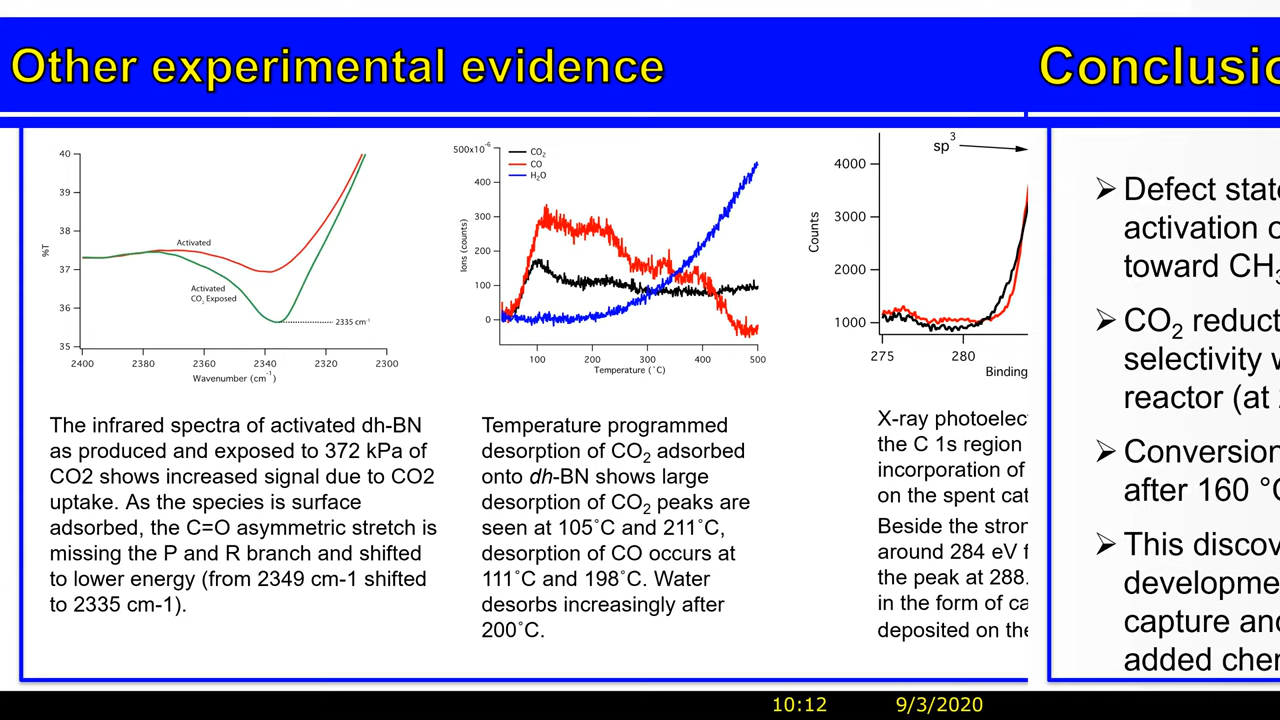 Other experimental evidence
40
39
38
37
36
35
%T
Activated
Activated
CO2 Exposed
2335 cm-1
2400
2380
2360
2340
2320
2300
Wavenumber (cm-1)
The infrared spectra of activated dh-BN
as produced and exposed to 372 kPa of
CO2 shows increased signal due to CO2
uptake. As the species is surface
adsorbed, the C=O asymmetric stretch is
missing the P and R branch and shifted
to lower energy (from 2349 cm-1 shifted
to 2335 cm-1).
500x10-6
400
300
200
100
0
Ions (counts)
CO2
CO
H2O
100
200
300
400
500
Temperature (˚C)
Temperature programmed
desorption of CO2 adsorbed
onto dh-BN shows large
desorption of CO2 peaks are
seen at 105˚C and 211˚C,
desorption of CO occurs at
111˚C and 198˚C. Water
desorbs increasingly after
200˚C.
sp3
4000
3000
2000
1000
Counts
275
280
Binding
X-ray photoelec
the C 1s region
incorporation of
on the spent cat
Beside the stron
around 284 eV f
the peak at 288.
in the form of ca
deposited on the
Conclusio
➢ Defect state
activation o
toward CH3
➢ CO2 reduct
selectivity w
reactor (at
➢ Conversion
after 160 °C
➢ This discov
developme
capture and
added chem
10:12
9/3/2020